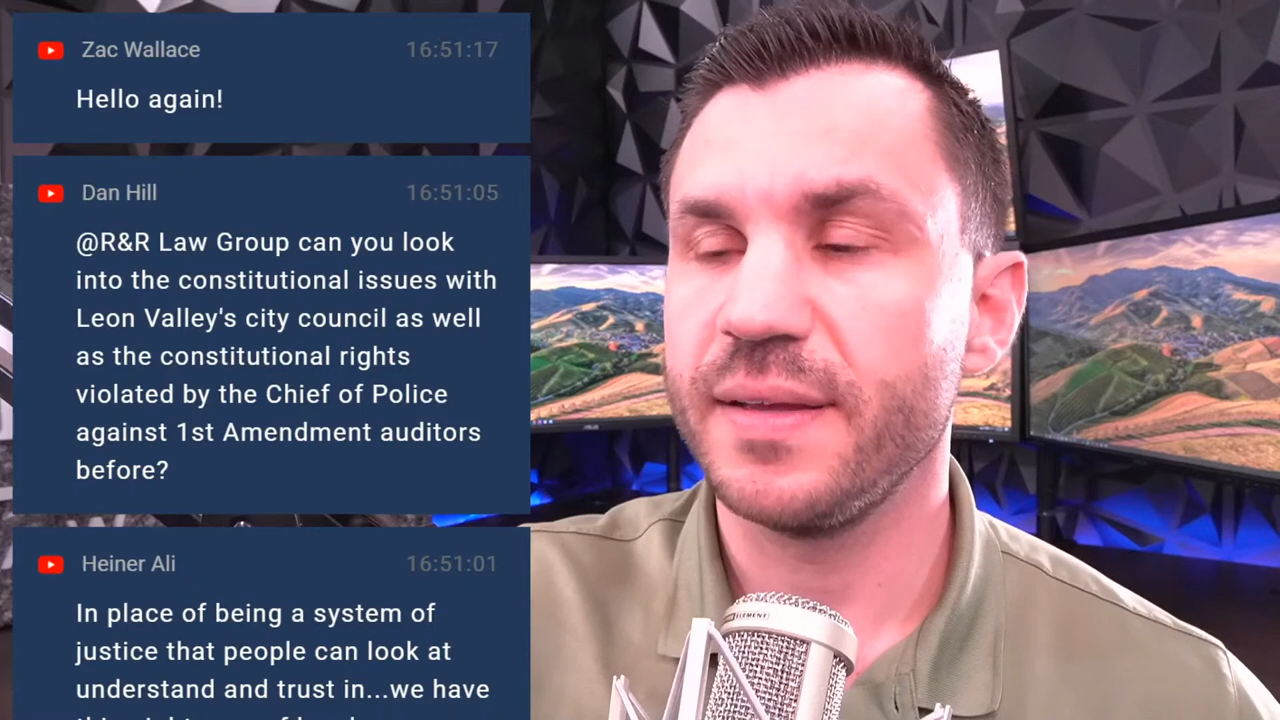 Zac Wallace 16:51:17
Hello again!
Dan Hill 16:51:05
@R&R Law Group can you look
into the constitutional issues with
Leon Valley's city council as well
as the constitutional rights
violated by the Chief of Police
against 1st Amendment auditors
before?
Heiner Ali 16:51:01
In place of being a system of
justice that people can look at
understand and trust in...we have
ELEMENT